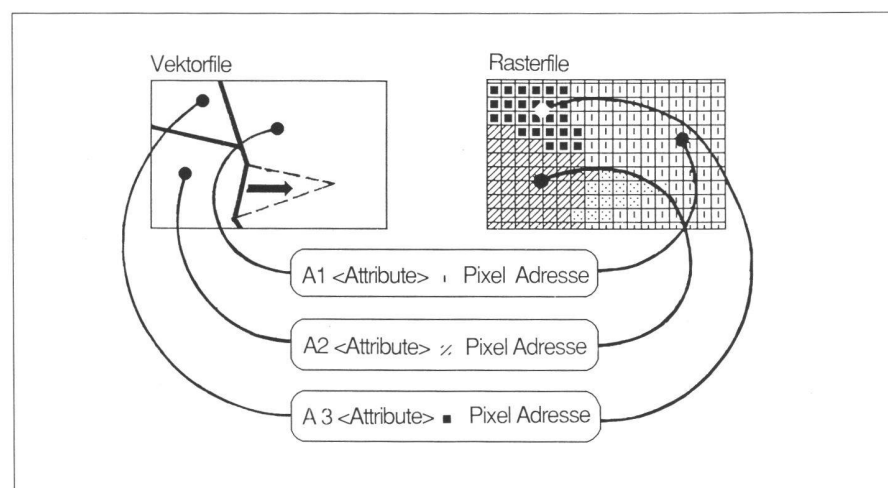 Vektorfile
Rasterfile
A1 <Attribute> Pixel Adresse
A2 <Attribute> Pixel Adresse
A 3 <Attribute> Pixel Adresse